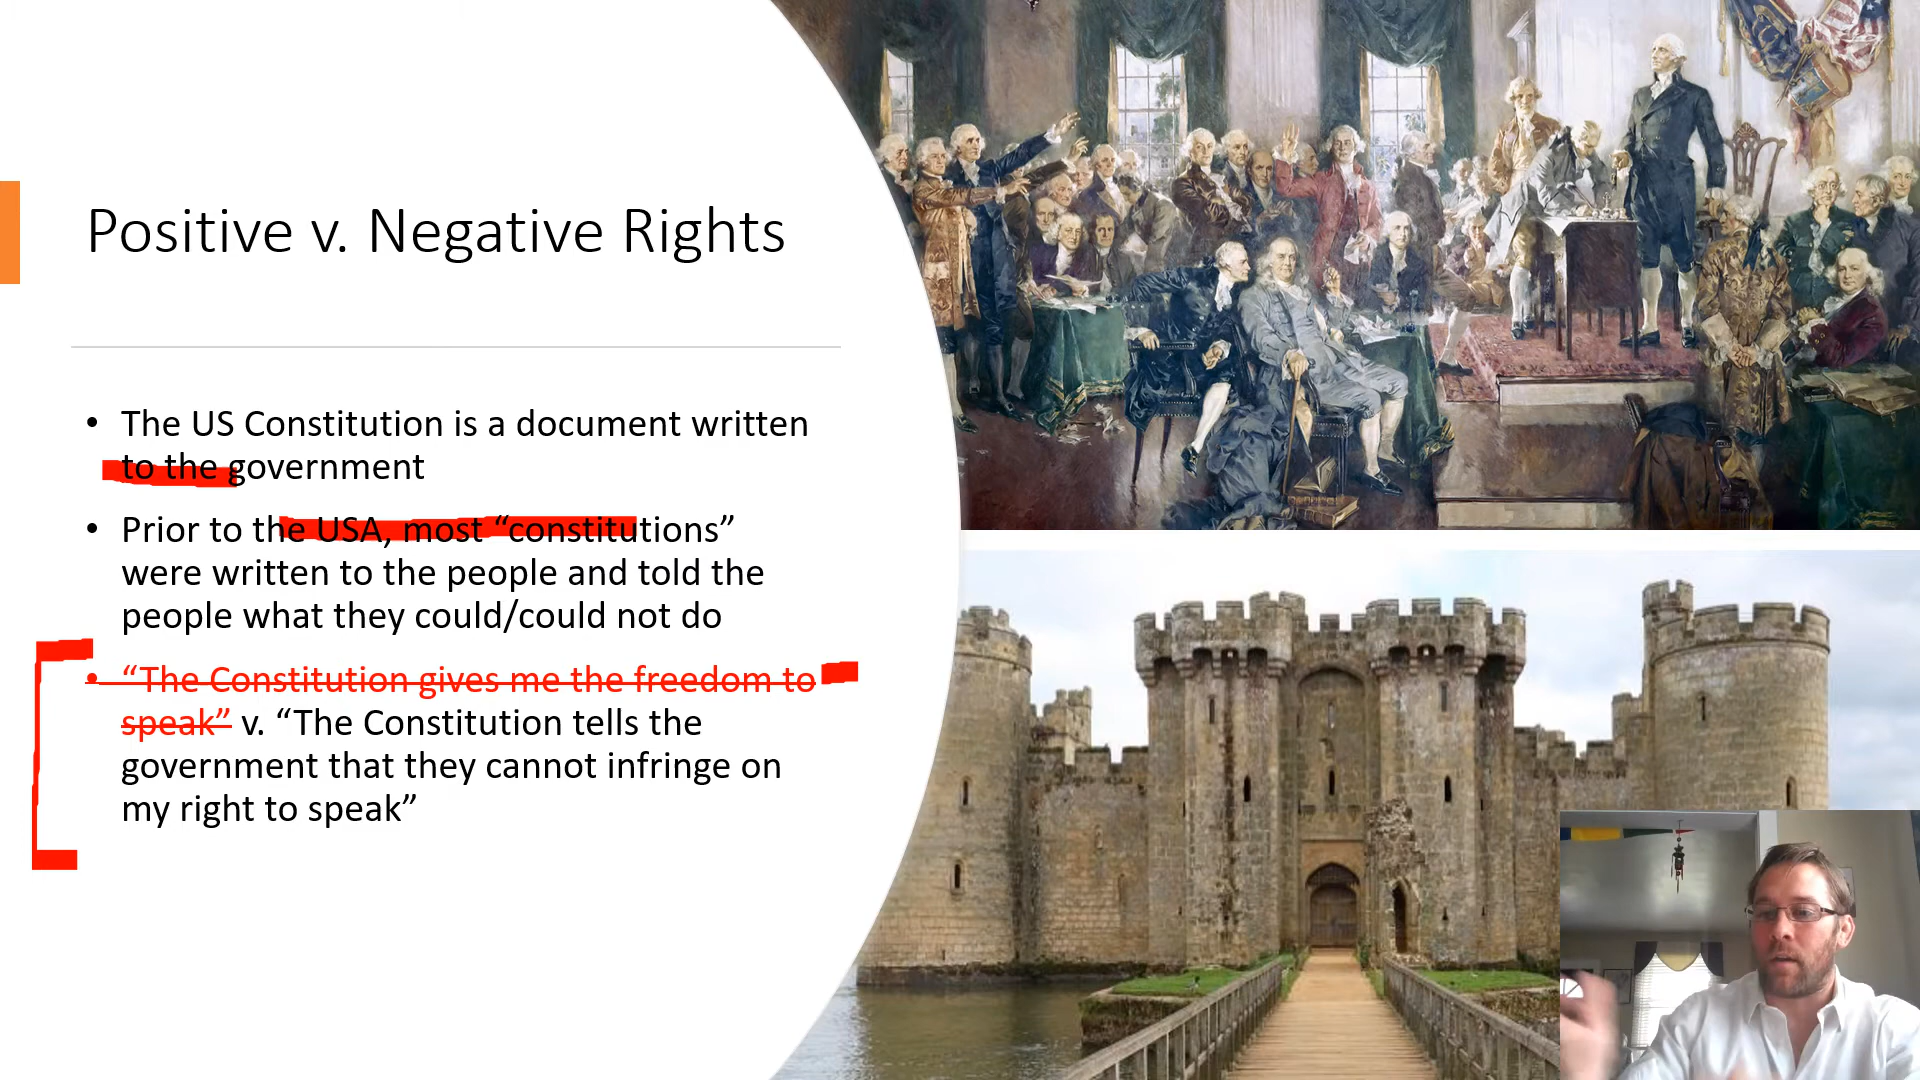 Positive v. Negative Rights
• The US Constitution is a document written
to the government
• Prior to the USA, most “constitutions”
were written to the people and told the
people what they could/could not do
• “The Constitution gives me the freedom to
speak” v. “The Constitution tells the
government that they cannot infringe on
my right to speak”